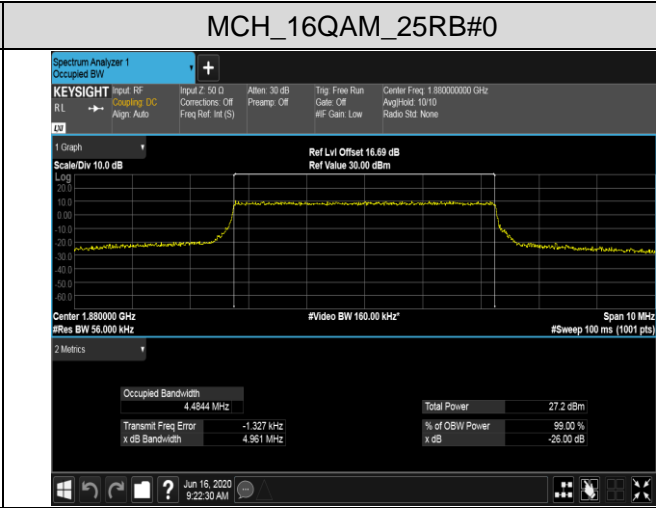 MCH_16QAM_25RB#0
Spectrum Analyzer 1
Occupied BW
+
KEYSIGHT
RL
LXI
Input: RF
Coupling: DC
Align: Auto
Input Z: 50 Ω
Corrections: Off
Freq Ref: Int (S)
Atten: 30 dB
Preamp: Off
Trig: Free Run
Gate: Off
#IF Gain: Low
Center Freq: 1.880000000 GHz
Avg|Hold: 10/10
Radio Std: None
1 Graph
Scale/Div 10.0 dB
Ref Lvl Offset 16.69 dB
Ref Value 30.00 dBm
Log
20.0
10.0
0.00
-10.0
-20.0
-30.0
-40.0
-50.0
-60.0
Center 1.880000 GHz
#Res BW 56.000 kHz
#Video BW 160.00 kHz*
Span 10 MHz
#Sweep 100 ms (1001 pts)
2 Metrics
Occupied Bandwidth
4.4844 MHz
Total Power 27.2 dBm
Transmit Freq Error -1.327 kHz
% of OBW Power 99.00 %
x dB Bandwidth 4.961 MHz
x dB -26.00 dB
?
Jun 16, 2020
9:22:30 AM